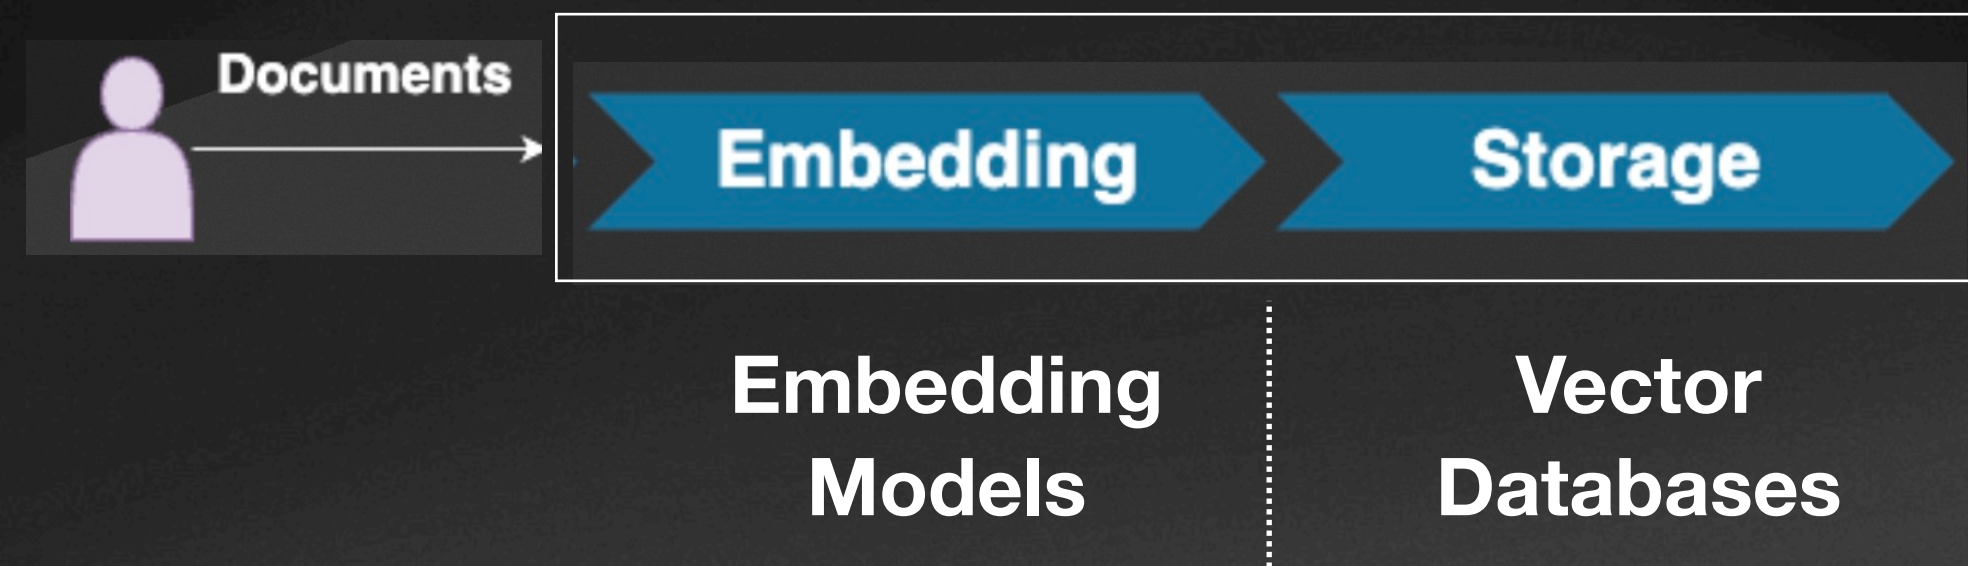 Documents
Embedding
Storage
Embedding
Models
Vector
Databases